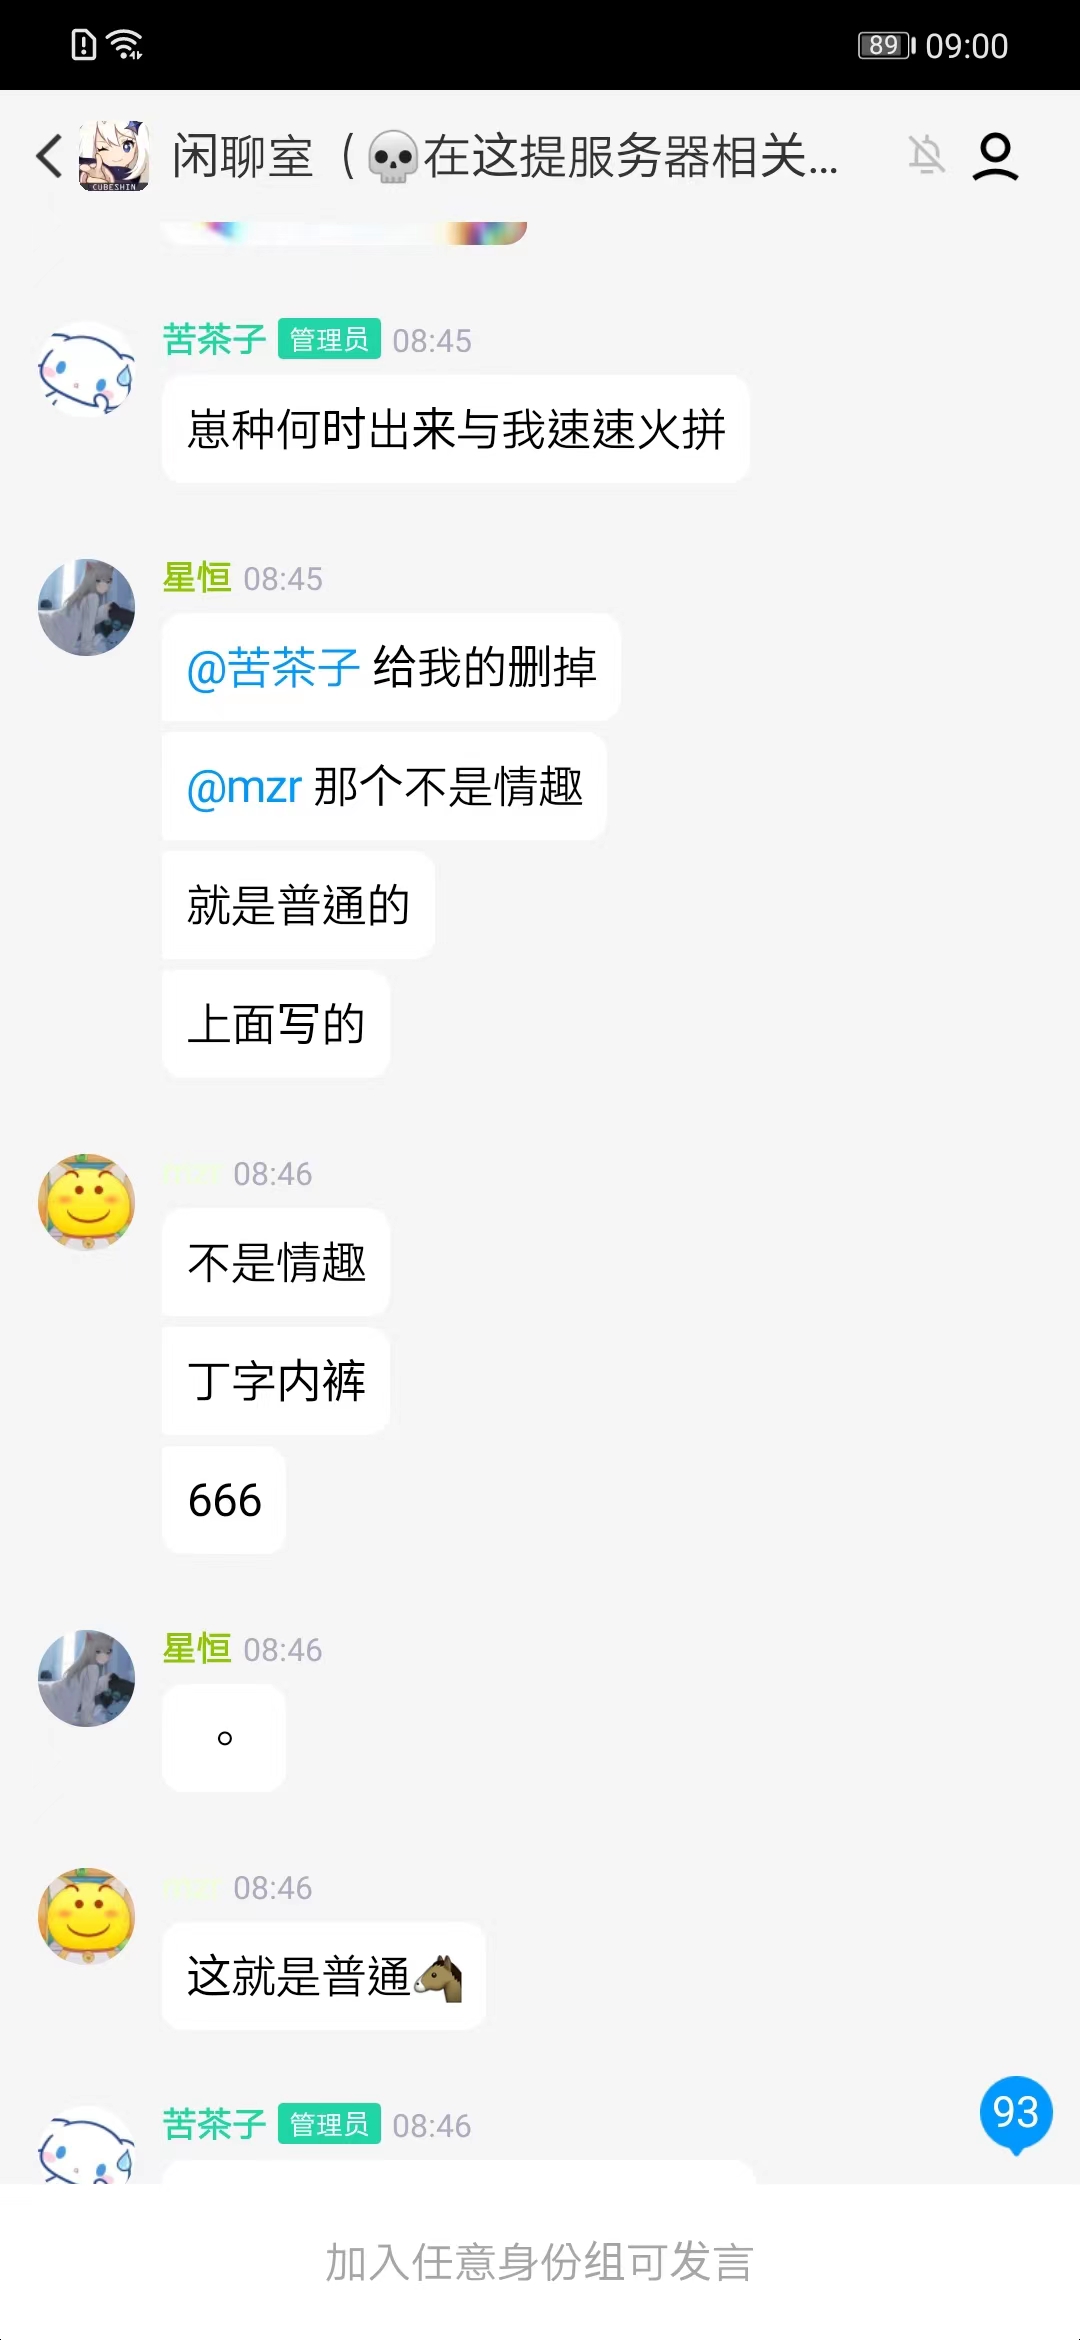 89 09:00
闲聊室（💀在这提服务器相关...
CUBESHIN
苦茶子 管理员 08:45
崽种何时出来与我速速火拼
星恒 08:45
@苦茶子 给我的删掉
@mzr 那个不是情趣
就是普通的
上面写的
mzr 08:46
不是情趣
丁字内裤
666
星恒 08:46
。
mzr 08:46
这就是普通🐴
苦茶子 管理员 08:46
93
加入任意身份组可发言